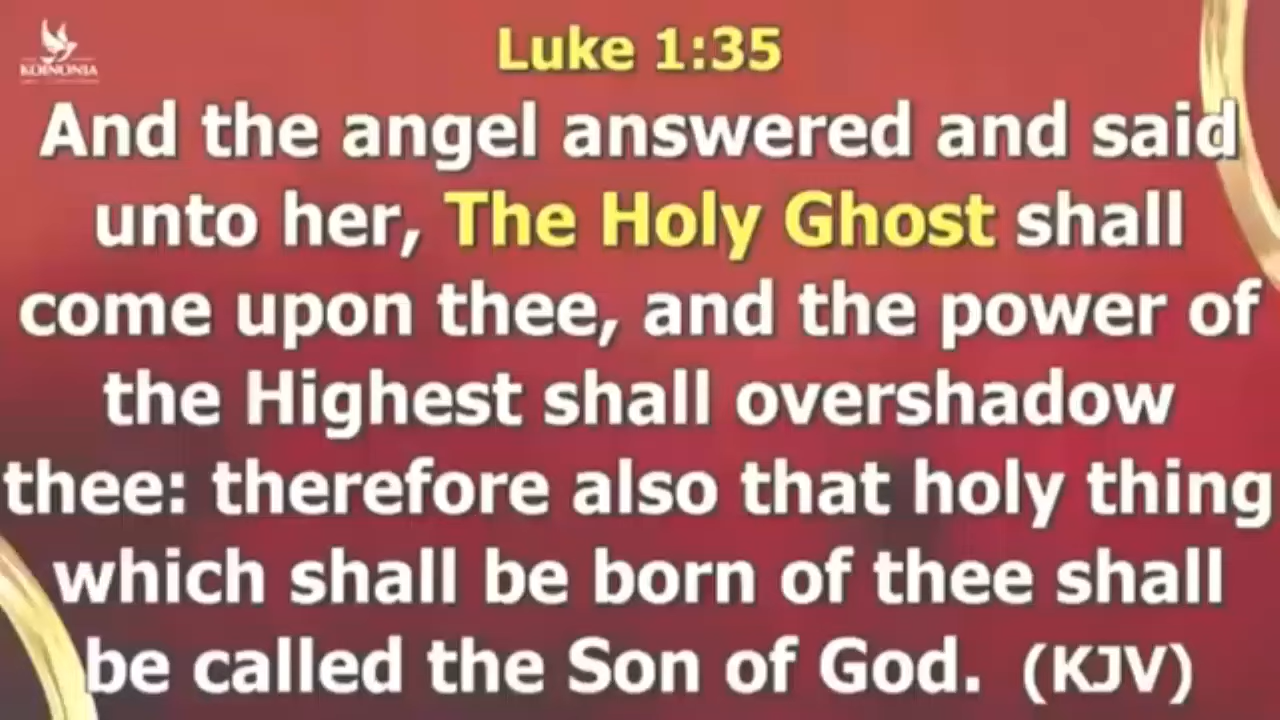 KOINONIA
Luke 1:35
And the angel answered and said
unto her, The Holy Ghost shall
come upon thee, and the power of
the Highest shall overshadow
thee: therefore also that holy thing
which shall be born of thee shall
be called the Son of God. (KJV)